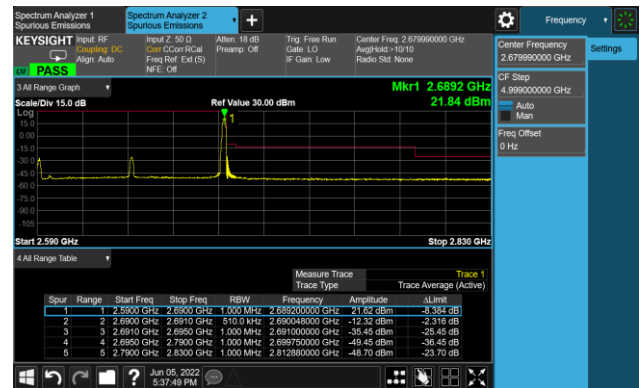 Spectrum Analyzer 1
Spurious Emissions
Spectrum Analyzer 2
Spurious Emissions
Frequency
KEYSIGHT
Input: RF
Coupling: DC
Align: Auto
Input Z: 50 Ω
Corr CCorr RCal
Freq Ref: Ext (S)
NFE: Off
Atten: 18 dB
Preamp: Off
Trig: Free Run
Gate: LO
IF Gain: Low
Center Freq: 2.679990000 GHz
Avg|Hold:>10/10
Radio Std: None
PASS
Center Frequency
2.679990000 GHz
Settings
CF Step
4.999000000 GHz
Auto
Man
Freq Offset
0 Hz
3 All Range Graph
Mkr1 2.6892 GHz
21.84 dBm
Scale/Div 15.0 dB
Ref Value 30.00 dBm
Log
15.0
0.00
-15.0
-30.0
-45.0
-60.0
-75.0
-90.0
-105
1
Start 2.590 GHz
Stop 2.830 GHz
4 All Range Table
Measure Trace Trace 1
Trace Type Trace Average (Active)
Spur Range Start Freq Stop Freq RBW Frequency Amplitude ΔLimit
1 1 2.5900 GHz 2.6900 GHz 1.000 MHz 2.689200000 GHz 21.62 dBm -8.384 dB
2 2 2.6900 GHz 2.6910 GHz 510.0 kHz 2.690048000 GHz -12.32 dBm -2.316 dB
3 3 2.6910 GHz 2.6950 GHz 1.000 MHz 2.691000000 GHz -35.45 dBm -25.45 dB
4 4 2.6950 GHz 2.7900 GHz 1.000 MHz 2.699750000 GHz -49.45 dBm -36.45 dB
5 5 2.7900 GHz 2.8300 GHz 1.000 MHz 2.812880000 GHz -48.70 dBm -23.70 dB
Jun 05, 2022
5:37:49 PM